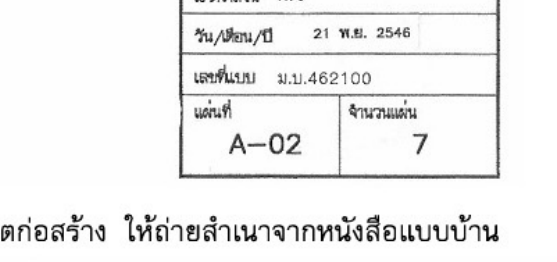 วัน/เดือน/ปี 21 พ.ย. 2546
เลขที่แบบ ม.บ.462100
แผ่นที่ จำนวนแผ่น
A-02 7
ตก่อสร้าง ให้ถ่ายสำเนาจากหนังสือแบบบ้าน